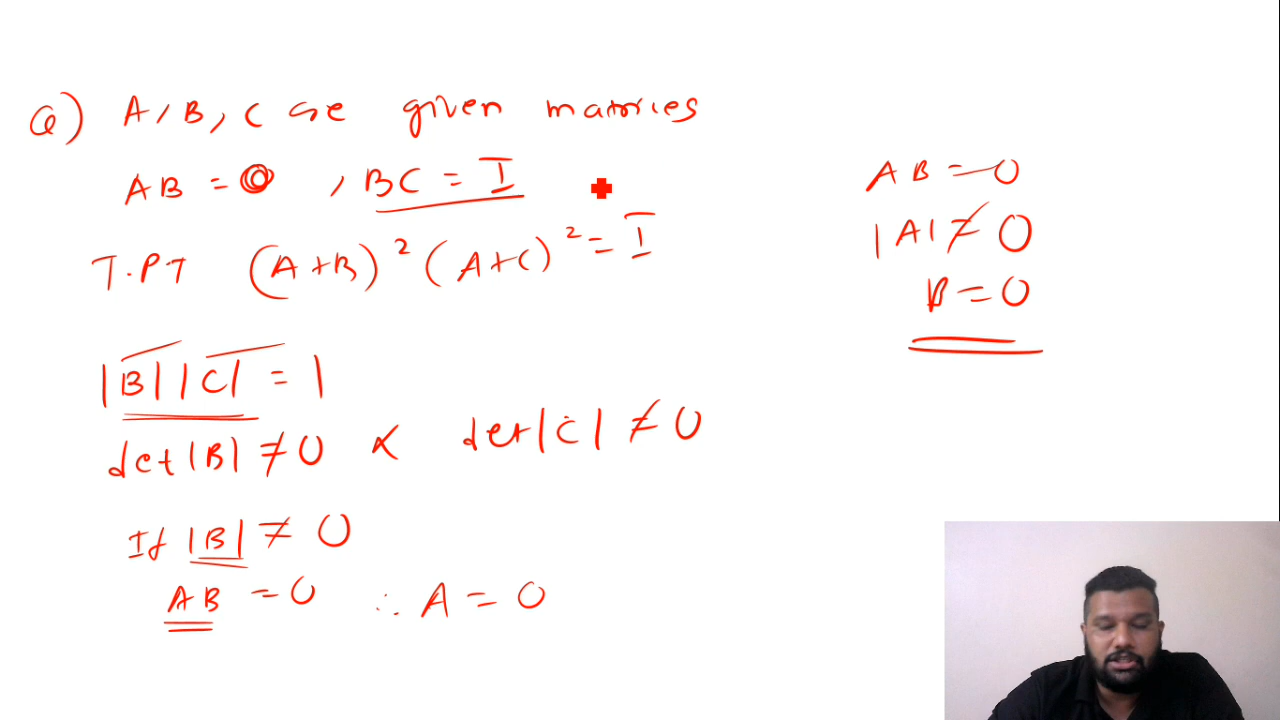 Q) A, B, C are given matrices
AB = O , BC = I
T.PT (A+B)² (A+C)² = I
|B| |C| = 1
det|B| ≠ 0 & det|C| ≠ 0
If |B| ≠ 0
AB = 0 ∴ A = 0
AB = 0
|A| ≠ 0
B = 0